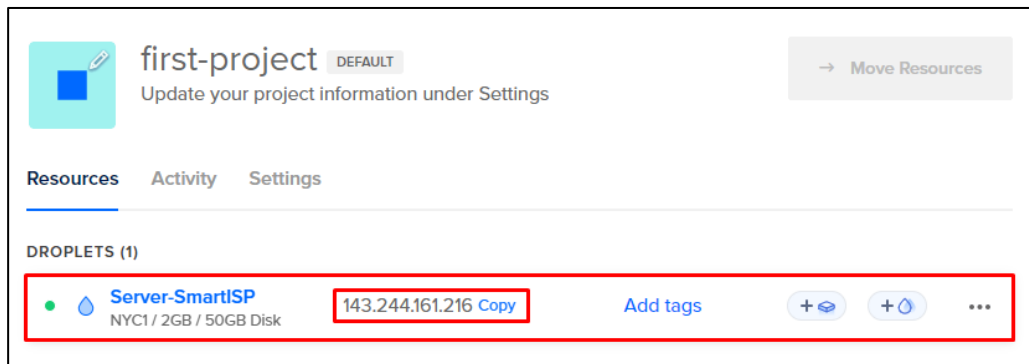 first-project DEFAULT
→ Move Resources
Update your project information under Settings
Resources Activity Settings
DROPLETS (1)
Server-SmartISP 143.244.161.216 Copy Add tags + + •••
NYC1 / 2GB / 50GB Disk